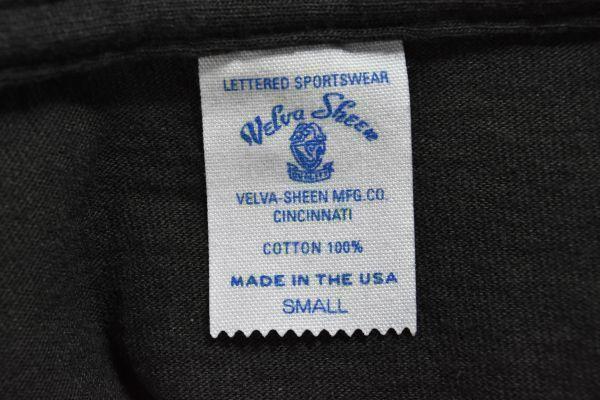 LETTERED SPORTSWEAR
Velva Sheen
VELVA-SHEEN MFG.CO.
CINCINNATI
COTTON 100%
MADE IN THE USA
SMALL